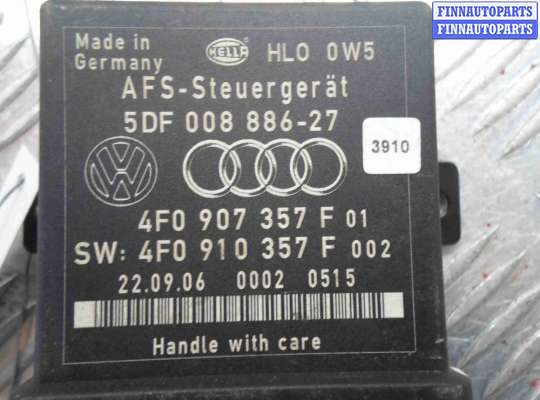 FINNAUTOPARTS
FINNAUTOPARTS
FINNAUTOPARTS
Made in
Germany
HELLA
HLO 0W5
AFS-Steuergerät
5DF 008 886-27
3910
4F0 907 357 F 01
SW: 4F0 910 357 F 002
22.09.06 0002 0515
Handle with care